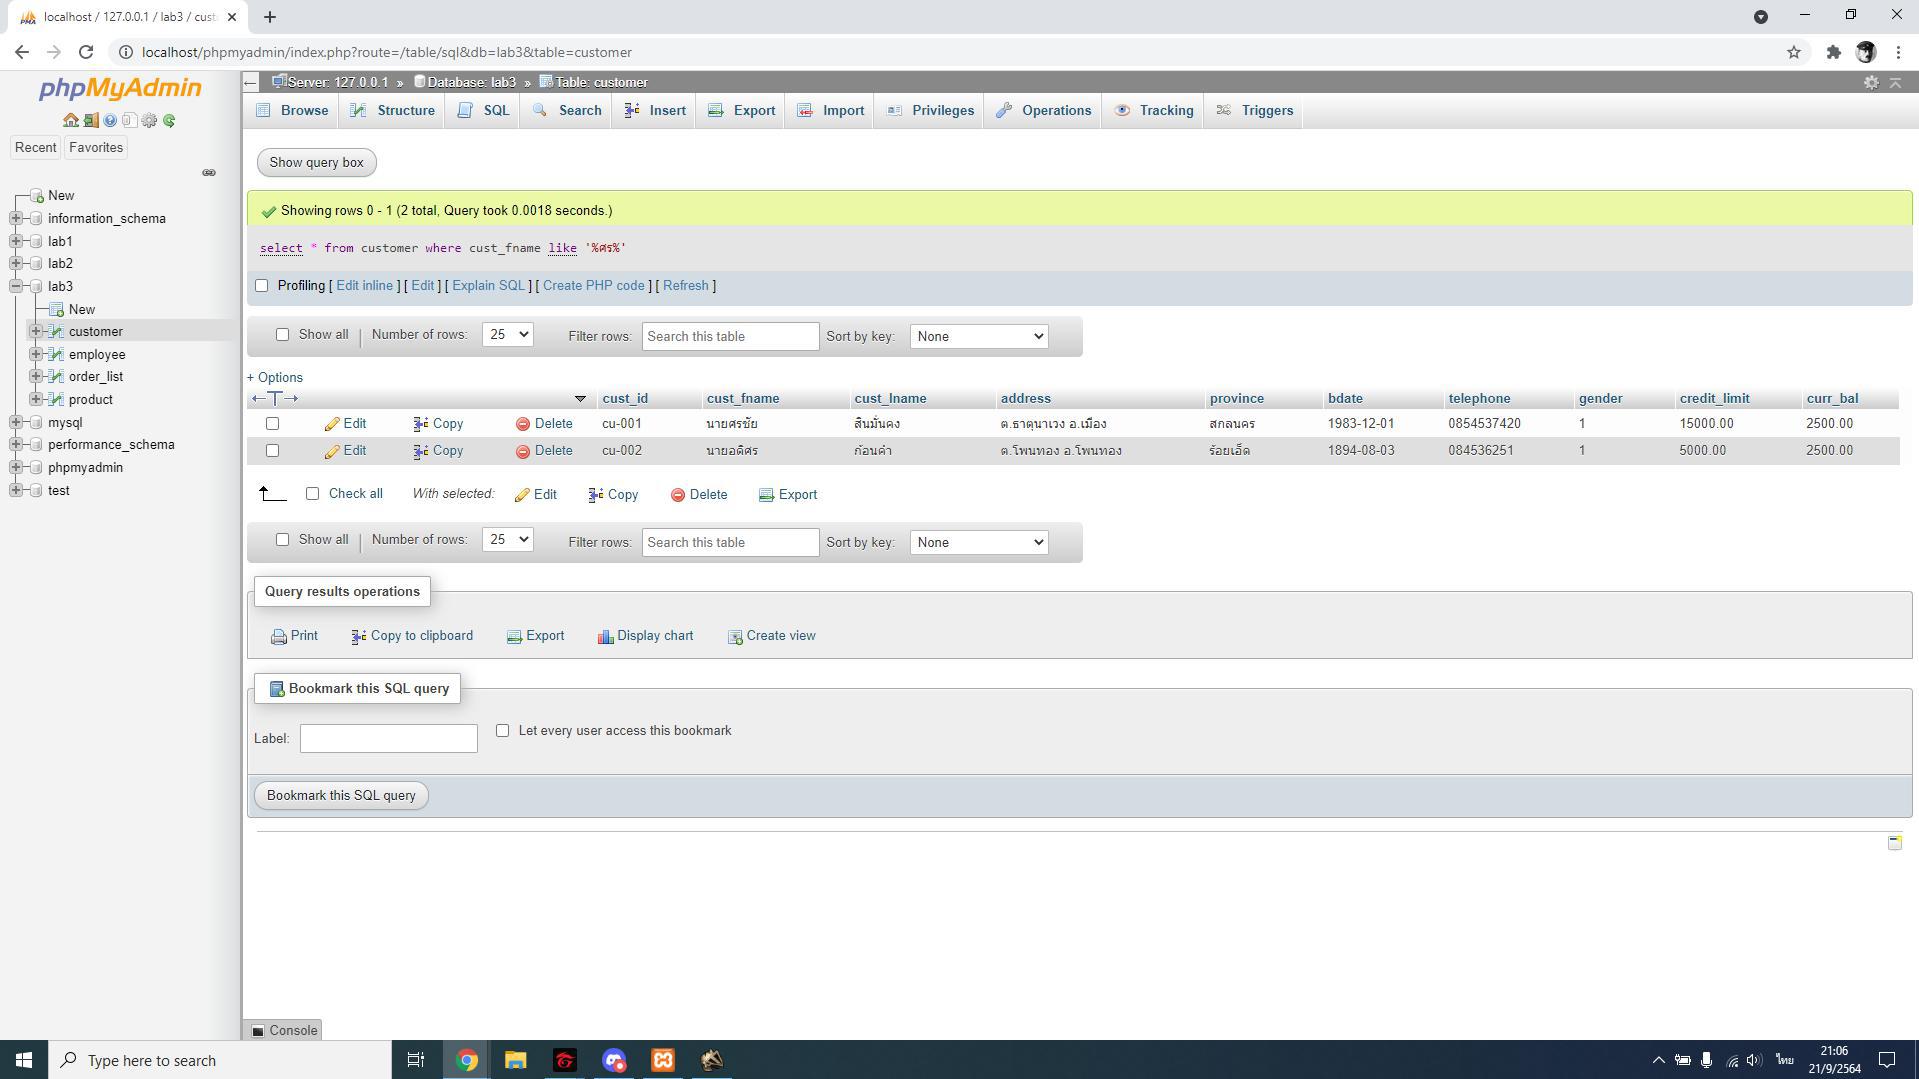 localhost / 127.0.0.1 / lab3 / cust
localhost/phpmyadmin/index.php?route=/table/sql&db=lab3&table=customer
phpMyAdmin
Recent Favorites
New
information_schema
lab1
lab2
lab3
New
customer
employee
order_list
product
mysql
performance_schema
phpmyadmin
test
Server: 127.0.0.1 » Database: lab3 » Table: customer
Browse Structure SQL Search Insert Export Import Privileges Operations Tracking Triggers
Show query box
Showing rows 0 - 1 (2 total, Query took 0.0018 seconds.)
select * from customer where cust_fname like '%ศร%'
Profiling [ Edit inline ] [ Edit ] [ Explain SQL ] [ Create PHP code ] [ Refresh ]
Show all Number of rows: 25 Filter rows: Search this table Sort by key: None
+ Options
cust_id cust_fname cust_lname address province bdate telephone gender credit_limit curr_bal
Edit Copy Delete cu-001 นายศรชัย สินมั่นคง ต.ธาตุนาเวง อ.เมือง สกลนคร 1983-12-01 0854537420 1 15000.00 2500.00
Edit Copy Delete cu-002 นายอดิศร ก้อนคำ ต.โพนทอง อ.โพนทอง ร้อยเอ็ด 1894-08-03 084536251 1 5000.00 2500.00
Check all With selected: Edit Copy Delete Export
Show all Number of rows: 25 Filter rows: Search this table Sort by key: None
Query results operations
Print Copy to clipboard Export Display chart Create view
Bookmark this SQL query
Label: Let every user access this bookmark
Bookmark this SQL query
Console
Type here to search
ไทย
21:06
21/9/2564